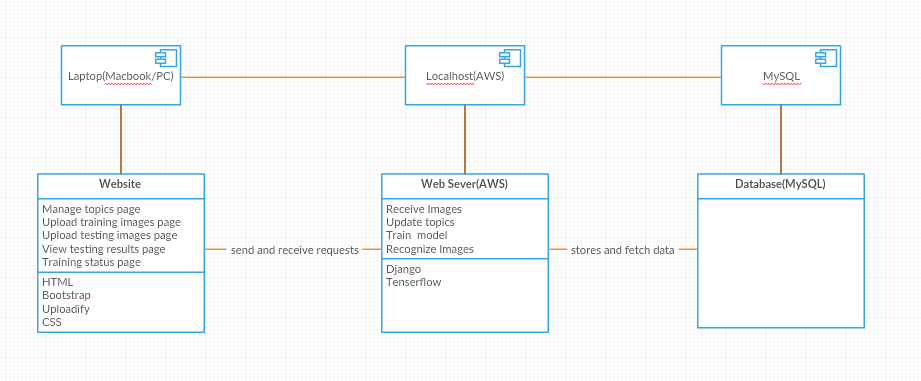 Laptop(Macbook/PC)
Localhost(AWS)
MySQL
Website
Manage topics page
Upload training images page
Upload testing images page
View testing results page
Training status page
HTML
Bootstrap
Uploadify
CSS
send and receive requests
Web Sever(AWS)
Receive Images
Update topics
Train model
Recognize Images
Django
Tenserflow
stores and fetch data
Database(MySQL)